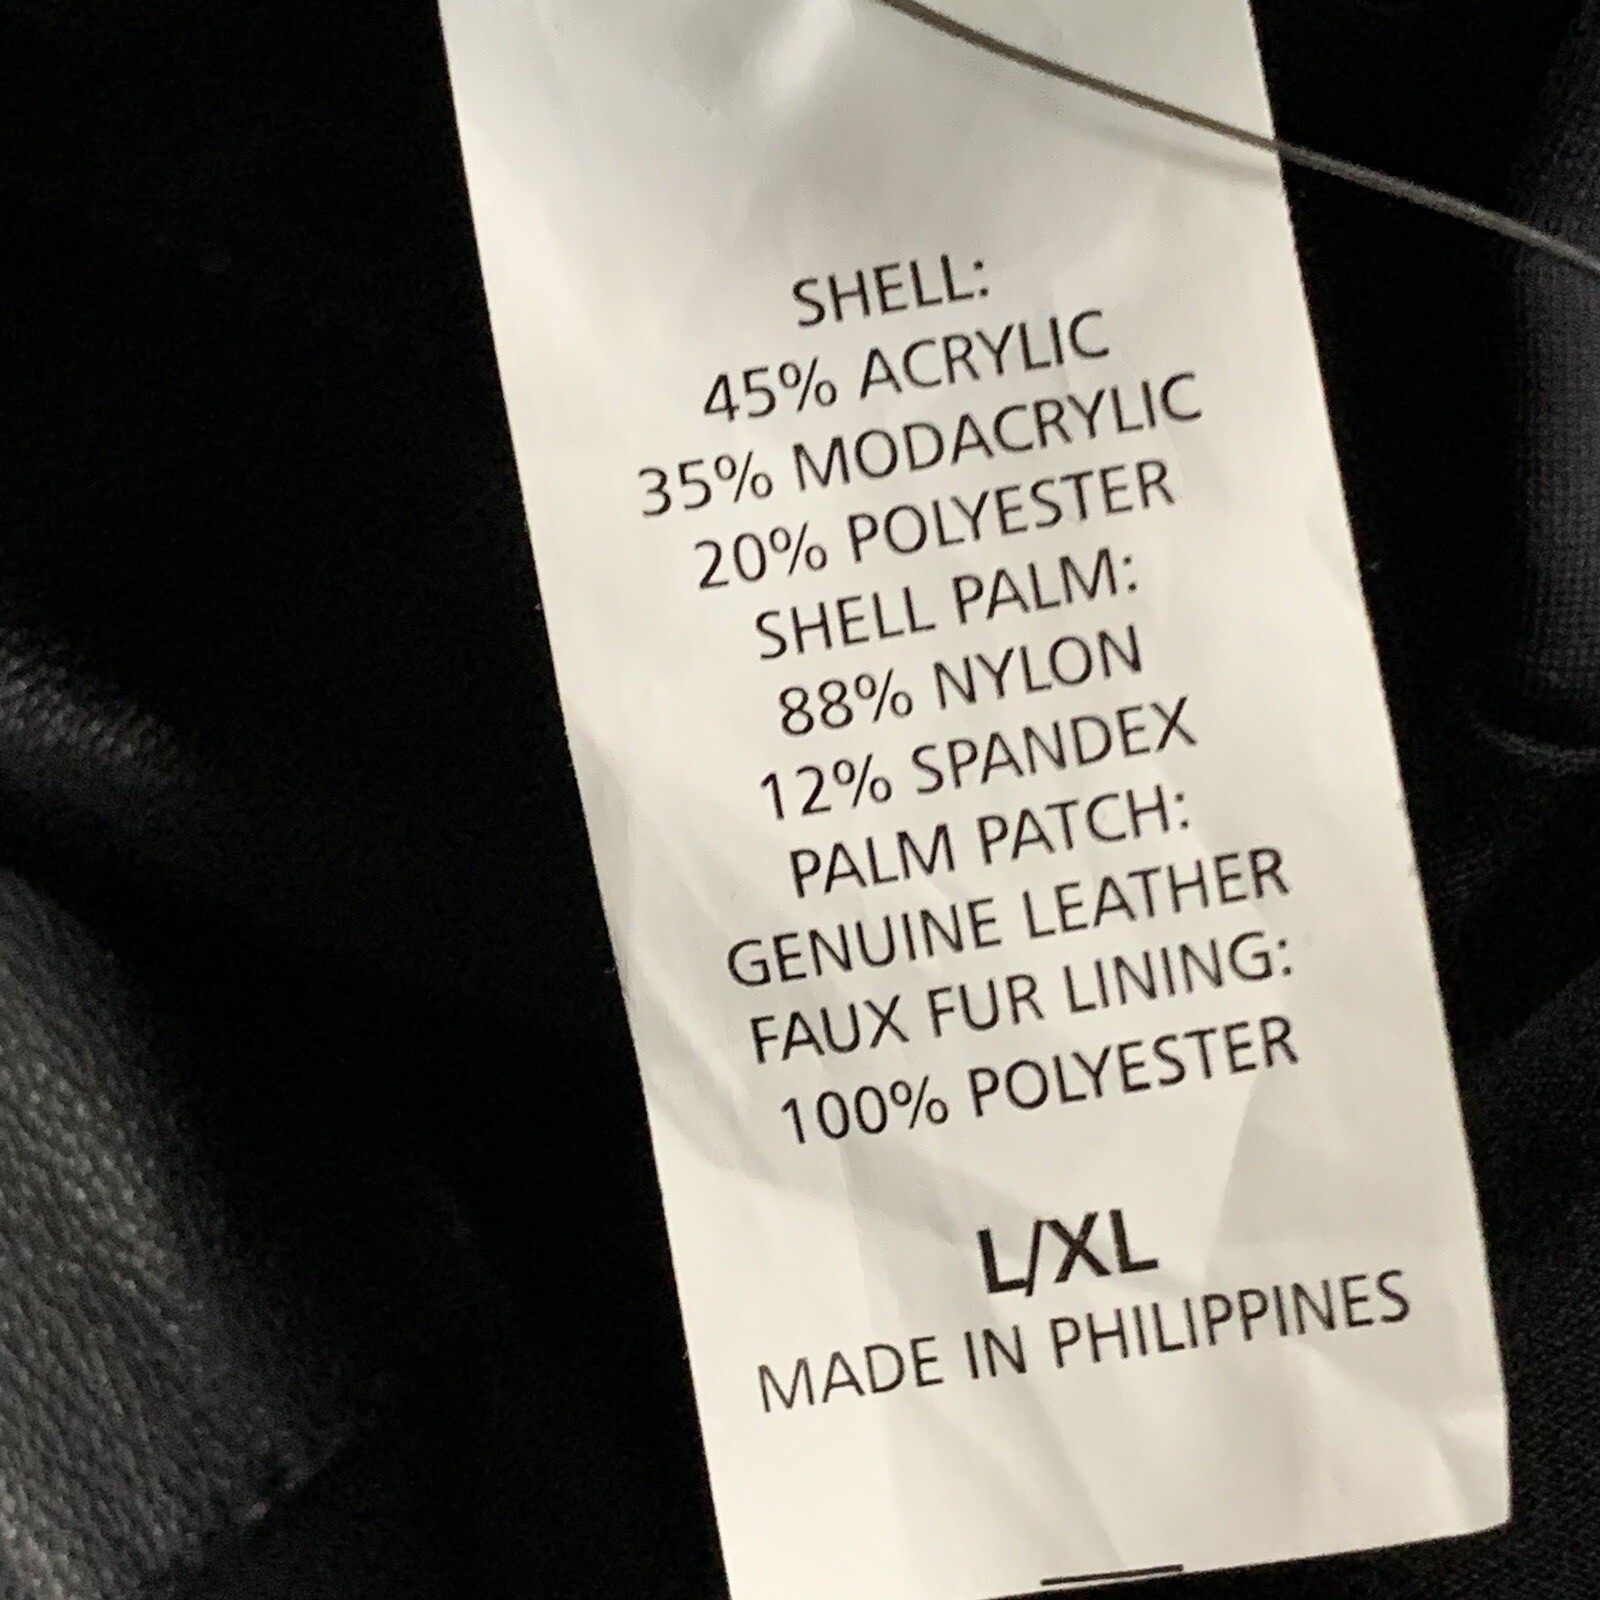 SHELL:
45% ACRYLIC
35% MODACRYLIC
20% POLYESTER
SHELL PALM:
88% NYLON
12% SPANDEX
PALM PATCH:
GENUINE LEATHER
FAUX FUR LINING:
100% POLYESTER
L/XL
MADE IN PHILIPPINES